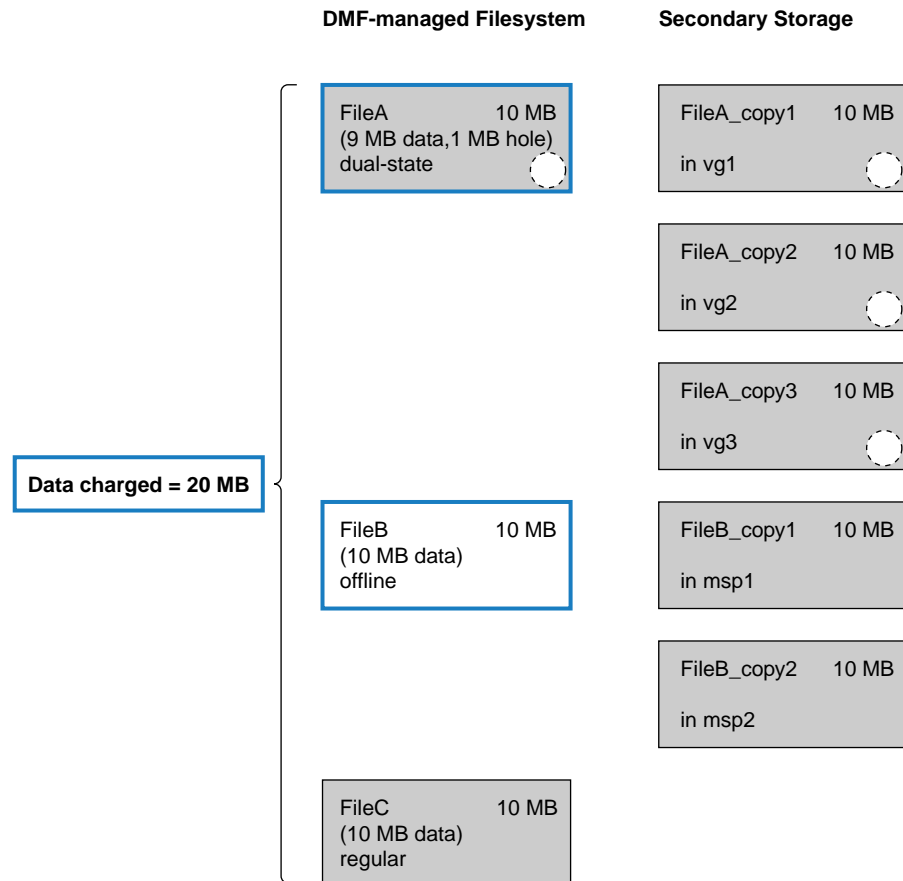 DMF-managed Filesystem Secondary Storage
FileA 10 MB
(9 MB data,1 MB hole)
dual-state
FileA_copy1 10 MB
in vg1
FileA_copy2 10 MB
in vg2
FileA_copy3 10 MB
in vg3
Data charged = 20 MB
FileB 10 MB
(10 MB data)
offline
FileB_copy1 10 MB
in msp1
FileB_copy2 10 MB
in msp2
FileC 10 MB
(10 MB data)
regular